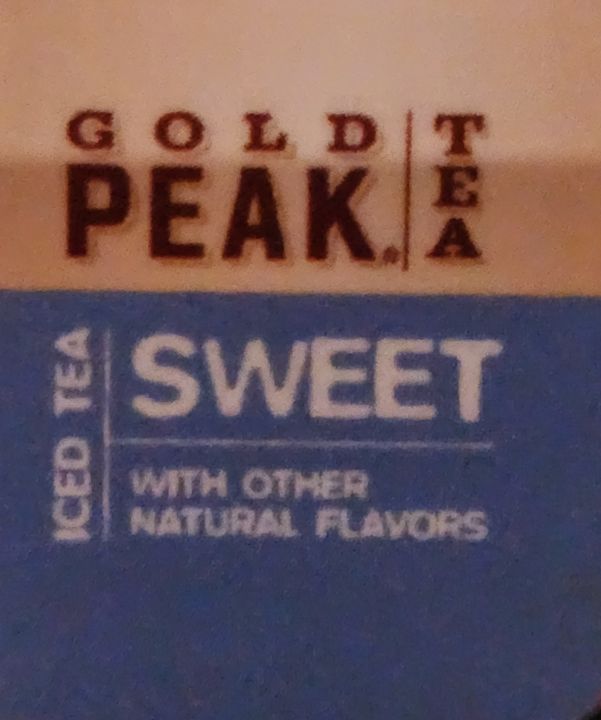 GOLD
PEAK®
TEA
ICED TEA
SWEET
WITH OTHER
NATURAL FLAVORS